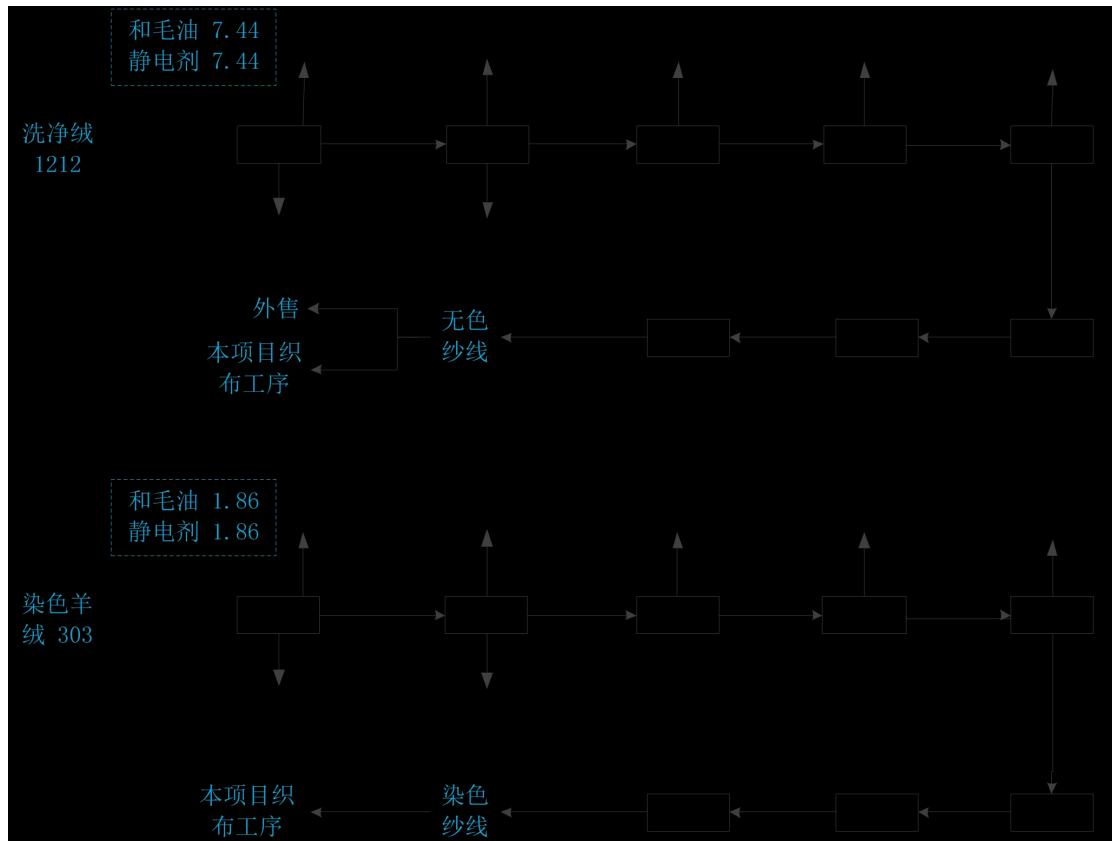 和毛油 7.44
静电剂 7.44
洗净绒
1212
外售
无色
纱线
本项目织
布工序
和毛油 1.86
静电剂 1.86
染色羊
绒 303
本项目织
布工序
染色
纱线